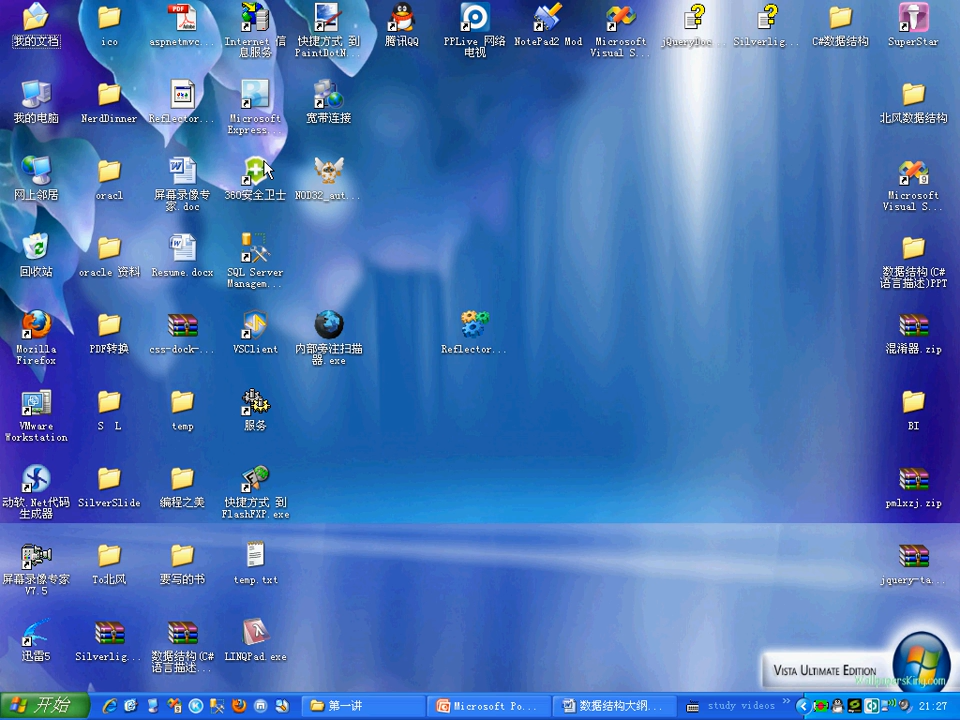 我的文档
ico
aspnetmvc...
Internet 信
息服务
快捷方式 到
PaintDotN...
腾讯QQ
PPLive 网络
电视
NotePad2 Mod
Microsoft
Visual S...
jQueryDoc...
Silverlig...
C#数据结构
SuperStar
我的电脑
NerdDinner
Reflector...
Microsoft
Express...
宽带连接
北风数据结构
网上邻居
oracl
屏幕录像专
家.doc
360安全卫士
NOD32_aut...
Microsoft
Visual S...
回收站
oracle 资料
Resume.docx
SQL Server
Managem...
数据结构(C#
语言描述)PPT
Mozilla
Firefox
PDF转换
css-dock-...
VSClient
内部旁注扫描
器.exe
Reflector...
混淆器.zip
VMware
Workstation
S L
temp
服务
BI
动软.Net代码
生成器
SilverSlide
编程之美
快捷方式 到
FlashFXP.exe
pmlxzj.zip
屏幕录像专家
V7.5
To北风
要写的书
temp.txt
jquery-ta...
迅雷5
Silverlig...
数据结构(C#
语言描述...
LINQPad.exe
VISTA ULTIMATE EDITION
WallpapersKing.com
开始
第一讲
Microsoft Po...
数据结构大纲...
study videos
21:27